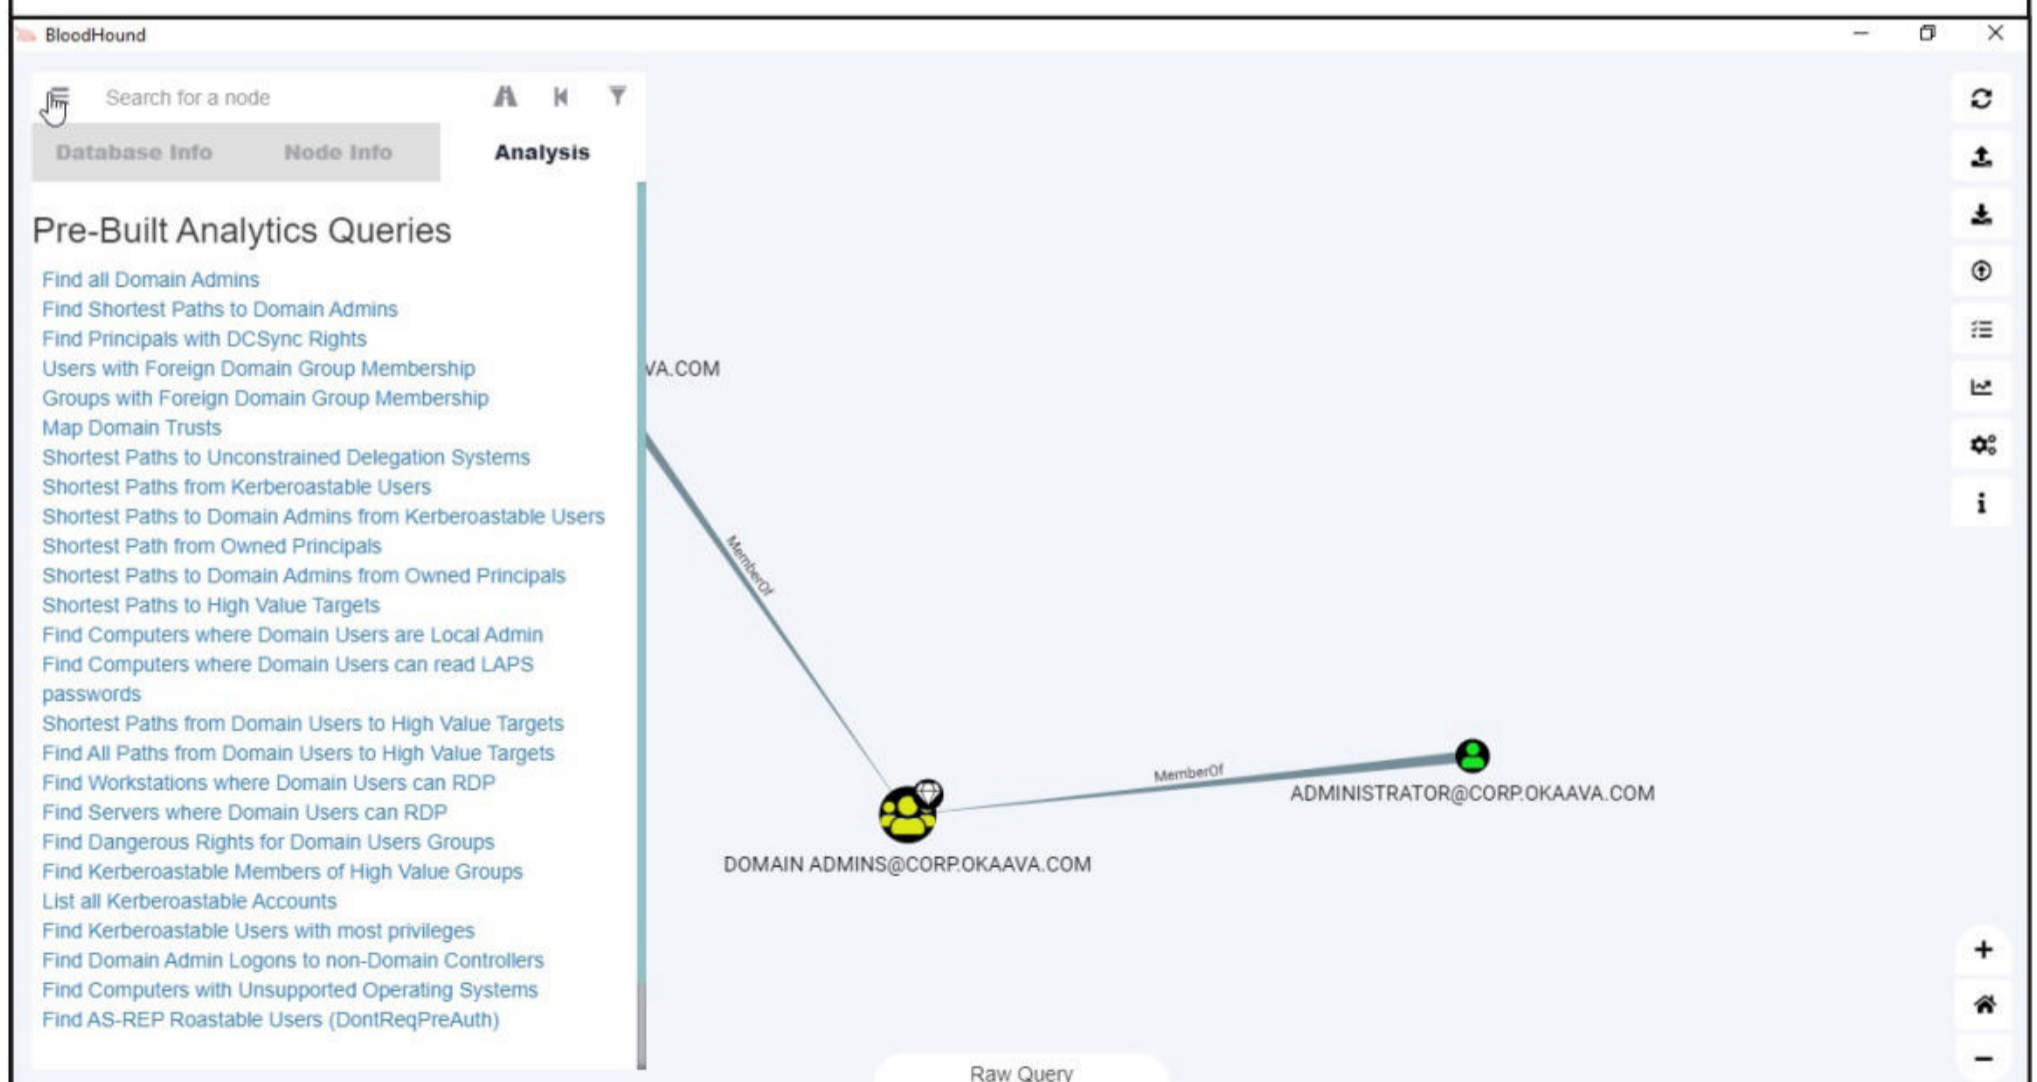 BloodHound
Search for a node
Database Info Node Info Analysis
Pre-Built Analytics Queries
Find all Domain Admins
Find Shortest Paths to Domain Admins
Find Principals with DCSync Rights
Users with Foreign Domain Group Membership
Groups with Foreign Domain Group Membership
Map Domain Trusts
Shortest Paths to Unconstrained Delegation Systems
Shortest Paths from Kerberoastable Users
Shortest Paths to Domain Admins from Kerberoastable Users
Shortest Path from Owned Principals
Shortest Paths to Domain Admins from Owned Principals
Shortest Paths to High Value Targets
Find Computers where Domain Users are Local Admin
Find Computers where Domain Users can read LAPS
passwords
Shortest Paths from Domain Users to High Value Targets
Find All Paths from Domain Users to High Value Targets
Find Workstations where Domain Users can RDP
Find Servers where Domain Users can RDP
Find Dangerous Rights for Domain Users Groups
Find Kerberoastable Members of High Value Groups
List all Kerberoastable Accounts
Find Kerberoastable Users with most privileges
Find Domain Admin Logons to non-Domain Controllers
Find Computers with Unsupported Operating Systems
Find AS-REP Roastable Users (DontReqPreAuth)
VA.COM
MemberOf
MemberOf
ADMINISTRATOR@CORP.OKAAVA.COM
DOMAIN ADMINS@CORP.OKAAVA.COM
Raw Query